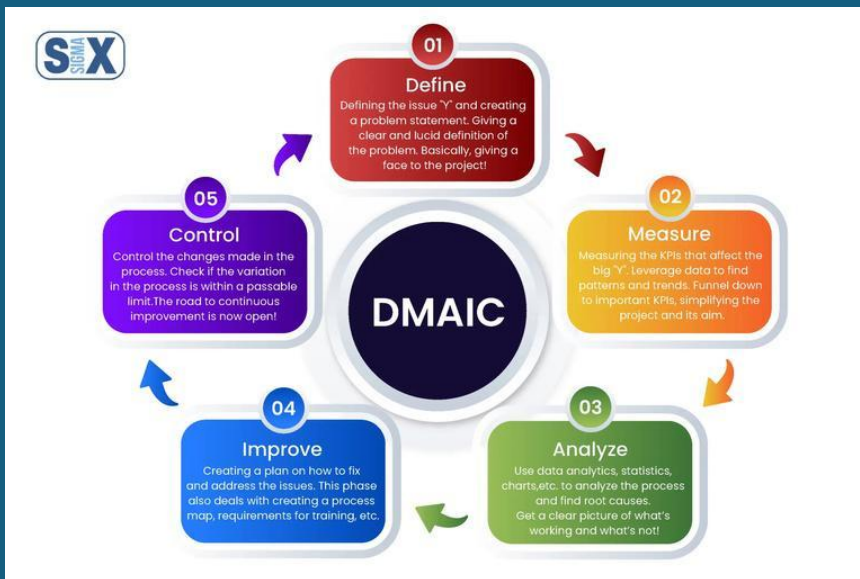 SIX
SIGMA
01
Define
Defining the issue "Y" and creating
a problem statement. Giving a
clear and lucid definition of
the problem. Basically, giving a
face to the project!
02
Measure
Measuring the KPIs that affect the
big "Y". Leverage data to find
patterns and trends. Funnel down
to important KPIs, simplifying the
project and its aim.
03
Analyze
Use data analytics, statistics,
charts,etc. to analyze the process
and find root causes.
Get a clear picture of what's
working and what's not!
04
Improve
Creating a plan on how to fix
and address the issues. This phase
also deals with creating a process
map, requirements for training, etc.
05
Control
Control the changes made in the
process. Check if the variation
in the process is within a passable
limit.The road to continuous
improvement is now open!
DMAIC